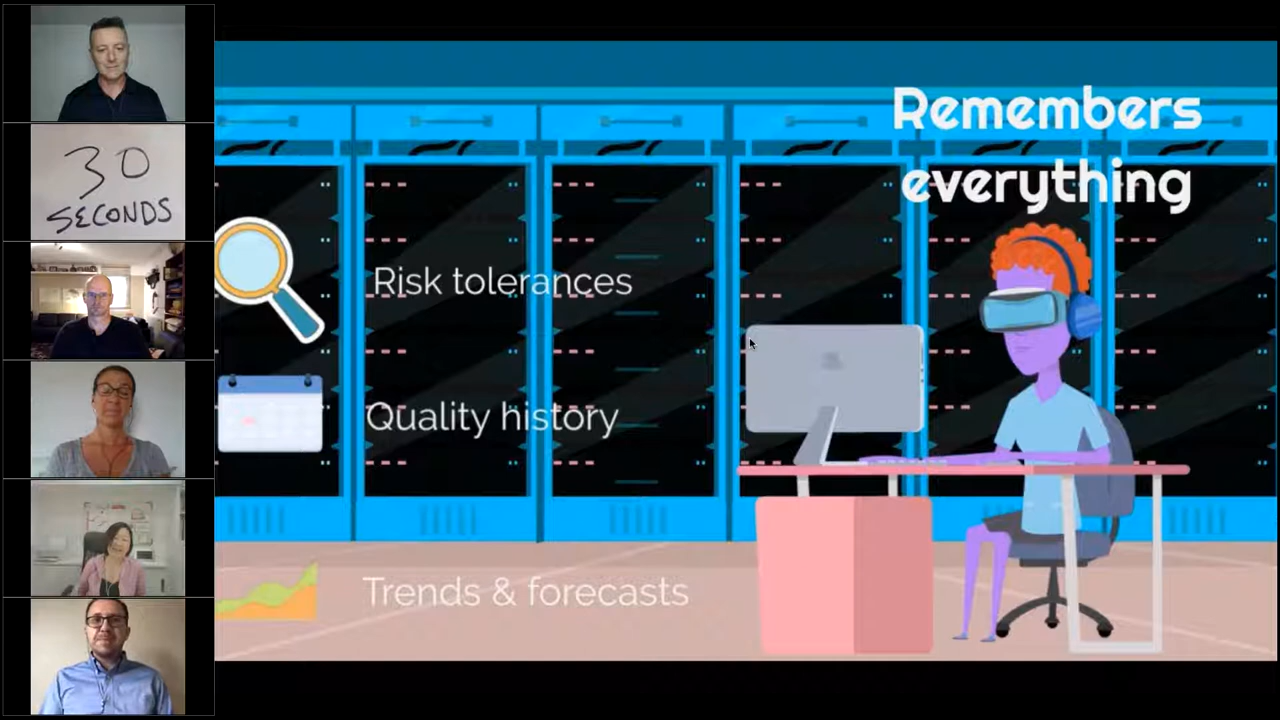 30
SECONDS
Remembers
everything
Risk tolerances
Quality history
Trends & forecasts